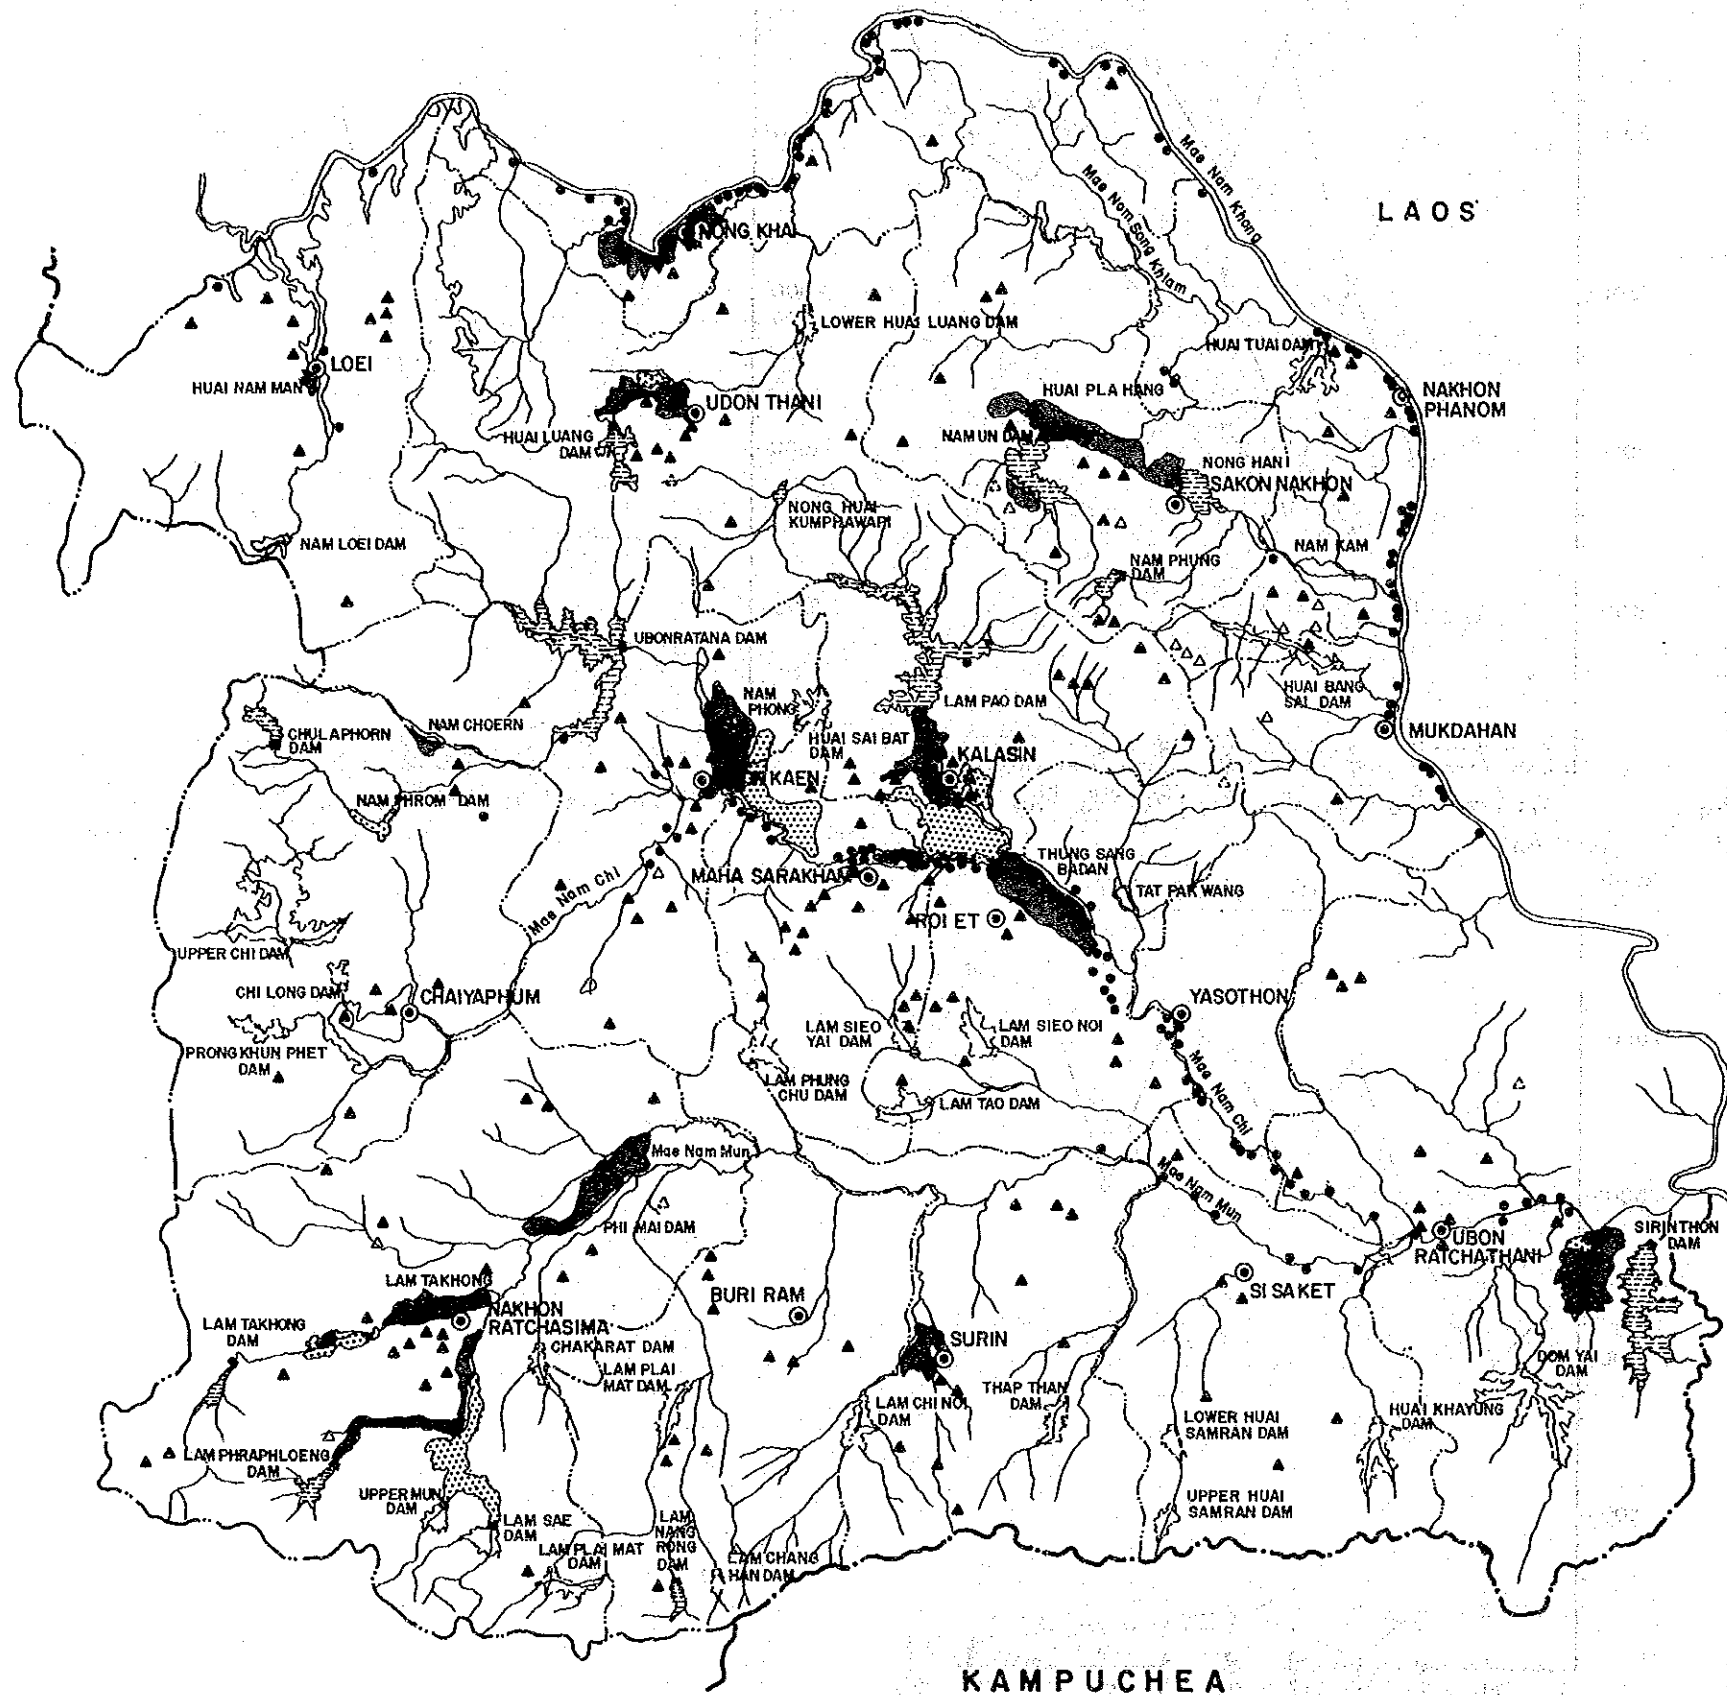 LAOS
Mae Nam Khong
Mae Nam Song Khlam
NONG KHAI
LOWER HUAI LUANG DAM
HUAI TUAI DAM
LOEI
HUAI NAM MAN
UDON THANI
HUAI PLA HANG
NAKHON
PHANOM
HUAI LUANG
DAM
NAM UN DAM
NONG HAN I
SAKON NAKHON
NONG HUAI
KUMPHAWAPI
NAM LOEI DAM
NAM KAM
NAM PHUNG
DAM
UBONRATANA DAM
HUAI BANG
SAI DAM
NAM
PHONG
LAM PAO DAM
MUKDAHAN
CHULAPHORN
DAM
NAM CHOERN
HUAI SAI BAT
DAM
KALASIN
KAEN
NAM PHROM DAM
THUNG SANG
BADAN
MAHA SARAKHAM
TAT PAK WANG
Mae Nam Chi
ROI ET
UPPER CHI DAM
CHI LONG DAM
CHAIYAPHUM
YASOTHON
LAM SIEO
YAI DAM
LAM SIEO NOI
DAM
PRONG KHUN PHET
DAM
LAM PHUNG
CHU DAM
LAM TAO DAM
Mae Nam Chi
Mae Nam Mun
Mae Nam Mun
PHI MAI DAM
SIRINTHON
DAM
UBON
RATCHATHANI
LAM TAKHONG
BURI RAM
SI SAKET
NAKHON
RATCHASIMA
LAM TAKHONG
DAM
CHAKARAT DAM
SURIN
LAM PLAI
MAT DAM
DOM YAI
DAM
THAP THAN
DAM
LAM CHI NOI
DAM
HUAI KHAYUNG
DAM
LOWER HUAI
SAMRAN DAM
LAM PHRAPHLOENG
DAM
UPPER MUN
DAM
UPPER HUAI
SAMRAN DAM
LAM SAE
DAM
LAM
NANG
RONG
DAM
LAM PLAI MAT
DAM
LAM CHANG
HAN DAM
KAMPUCHEA